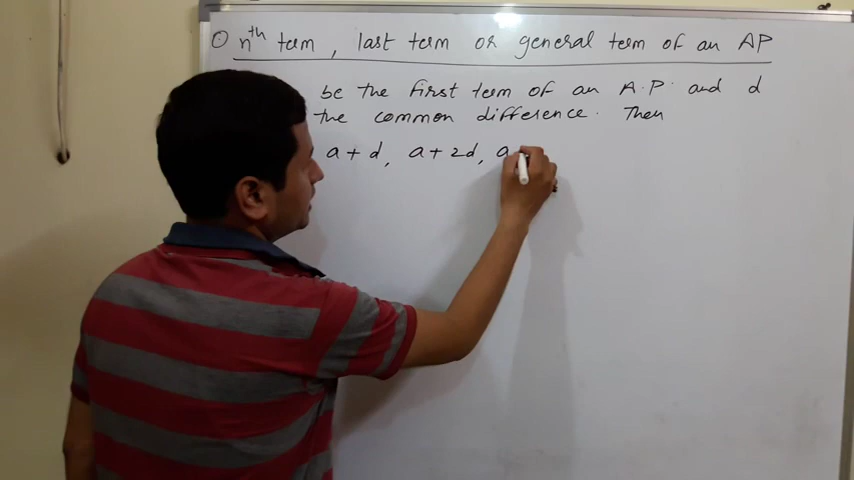 ⊙ nth term, last term or general term of an AP
be the first term of an A.P. and d
the common difference. Then
a + d, a + 2d, a